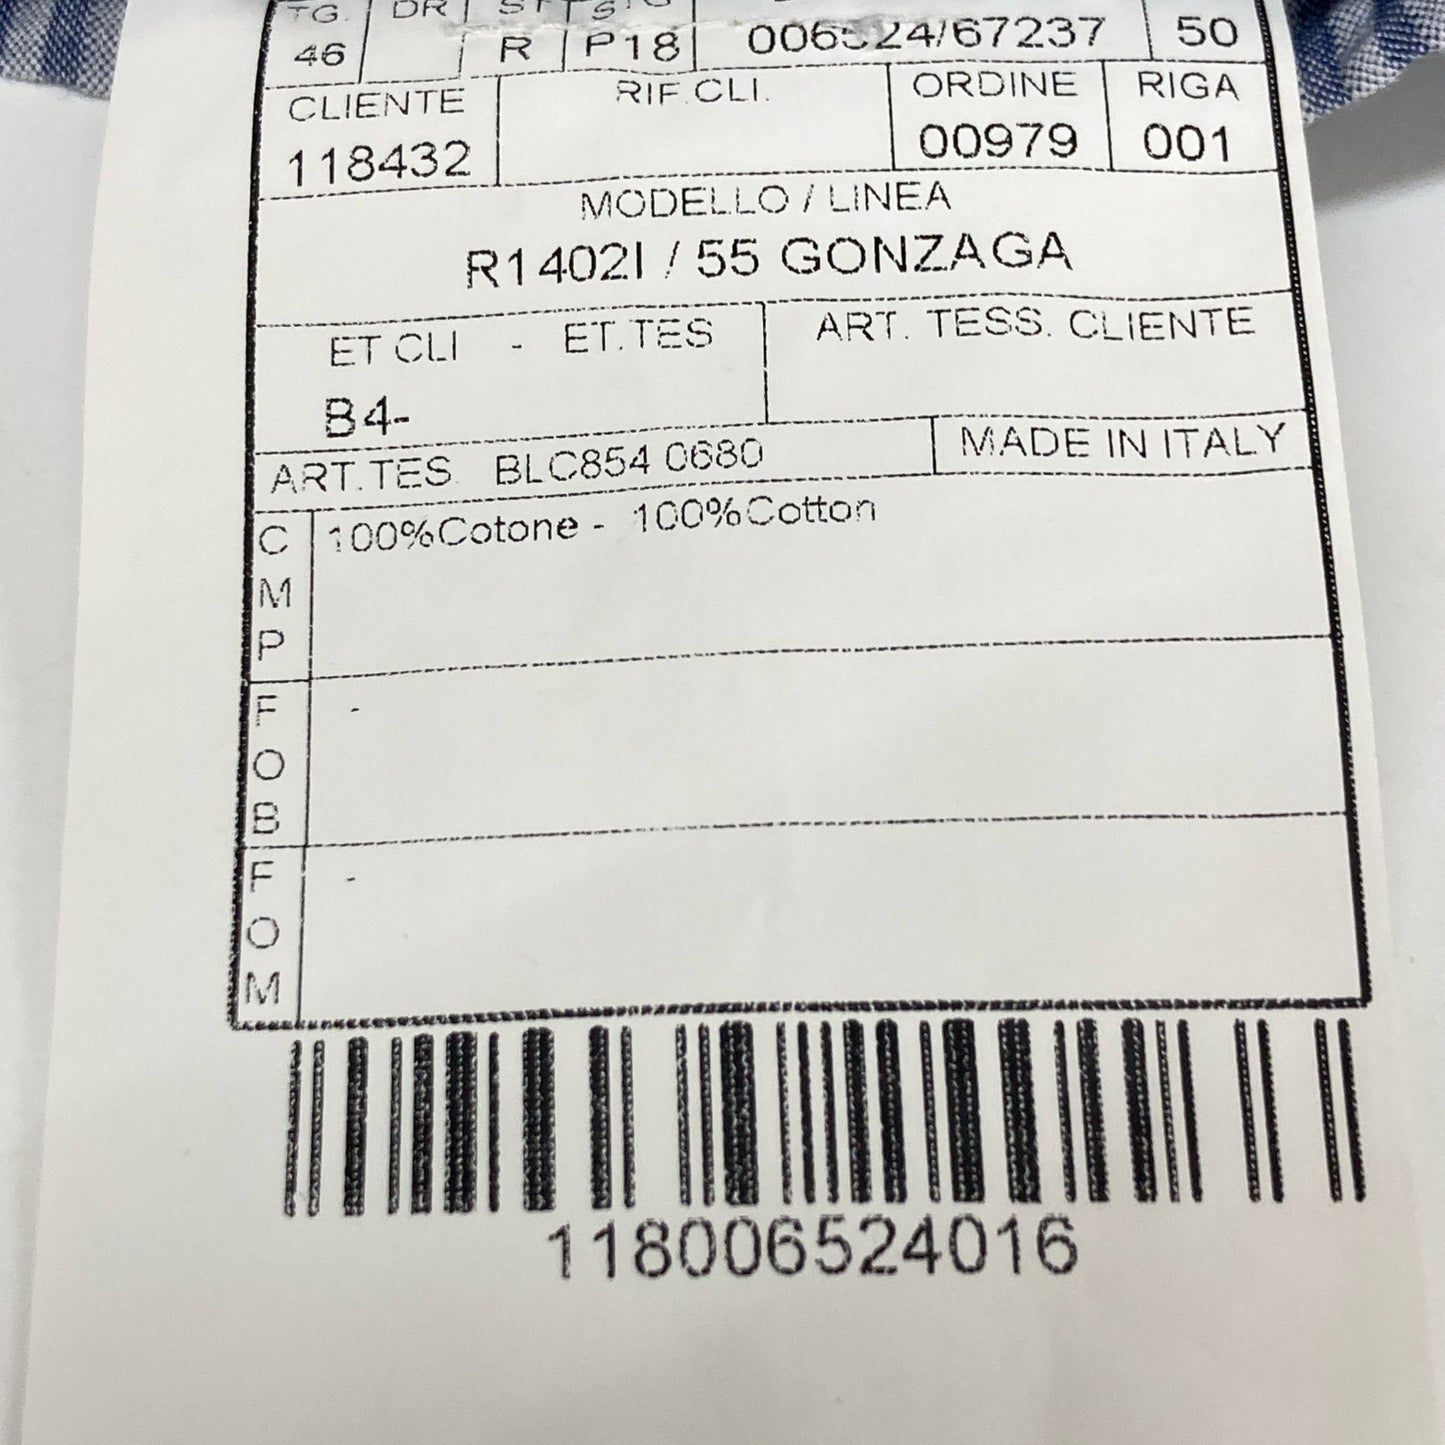 TG. DR ST STG
46 R P18 006524/67237 50
CLIENTE RIF.CLI. ORDINE RIGA
118432 00979 001
MODELLO / LINEA
R1402I / 55 GONZAGA
ET CLI - ET.TES ART. TESS. CLIENTE
B4-
ART.TES. BLC854 0680 MADE IN ITALY
CMP 100%Cotone - 100%Cotton
FOB -
FOM -
118006524016